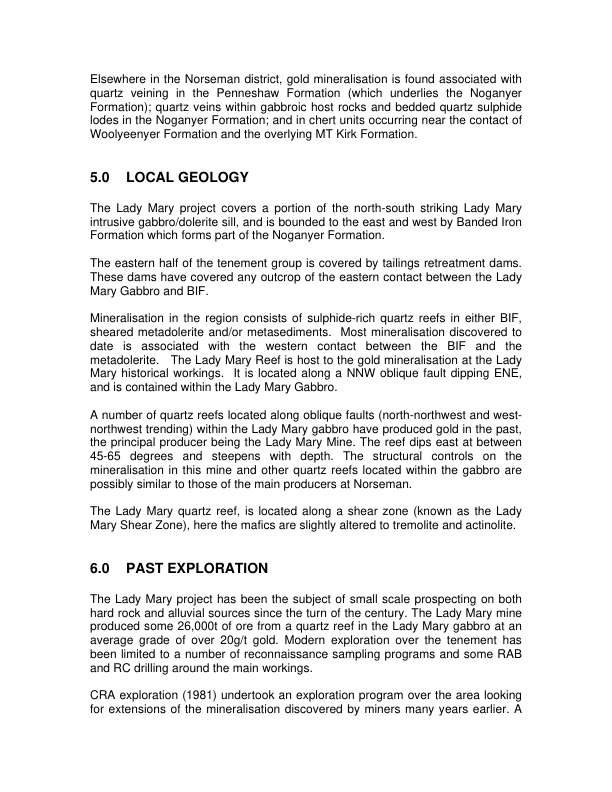 Elsewhere in the Norseman district, gold mineralisation is found associated with
quartz veining in the Penneshaw Formation (which underlies the Noganyer
Formation); quartz veins within gabbroic host rocks and bedded quartz sulphide
lodes in the Noganyer Formation; and in chert units occurring near the contact of
Woolyeenyer Formation and the overlying MT Kirk Formation.
5.0 LOCAL GEOLOGY
The Lady Mary project covers a portion of the north-south striking Lady Mary
intrusive gabbro/dolerite sill, and is bounded to the east and west by Banded Iron
Formation which forms part of the Noganyer Formation.
The eastern half of the tenement group is covered by tailings retreatment dams.
These dams have covered any outcrop of the eastern contact between the Lady
Mary Gabbro and BIF.
Mineralisation in the region consists of sulphide-rich quartz reefs in either BIF,
sheared metadolerite and/or metasediments. Most mineralisation discovered to
date is associated with the western contact between the BIF and the
metadolerite. The Lady Mary Reef is host to the gold mineralisation at the Lady
Mary historical workings. It is located along a NNW oblique fault dipping ENE,
and is contained within the Lady Mary Gabbro.
A number of quartz reefs located along oblique faults (north-northwest and west-
northwest trending) within the Lady Mary gabbro have produced gold in the past,
the principal producer being the Lady Mary Mine. The reef dips east at between
45-65 degrees and steepens with depth. The structural controls on the
mineralisation in this mine and other quartz reefs located within the gabbro are
possibly similar to those of the main producers at Norseman.
The Lady Mary quartz reef, is located along a shear zone (known as the Lady
Mary Shear Zone), here the mafics are slightly altered to tremolite and actinolite.
6.0 PAST EXPLORATION
The Lady Mary project has been the subject of small scale prospecting on both
hard rock and alluvial sources since the turn of the century. The Lady Mary mine
produced some 26,000t of ore from a quartz reef in the Lady Mary gabbro at an
average grade of over 20g/t gold. Modern exploration over the tenement has
been limited to a number of reconnaissance sampling programs and some RAB
and RC drilling around the main workings.
CRA exploration (1981) undertook an exploration program over the area looking
for extensions of the mineralisation discovered by miners many years earlier. A